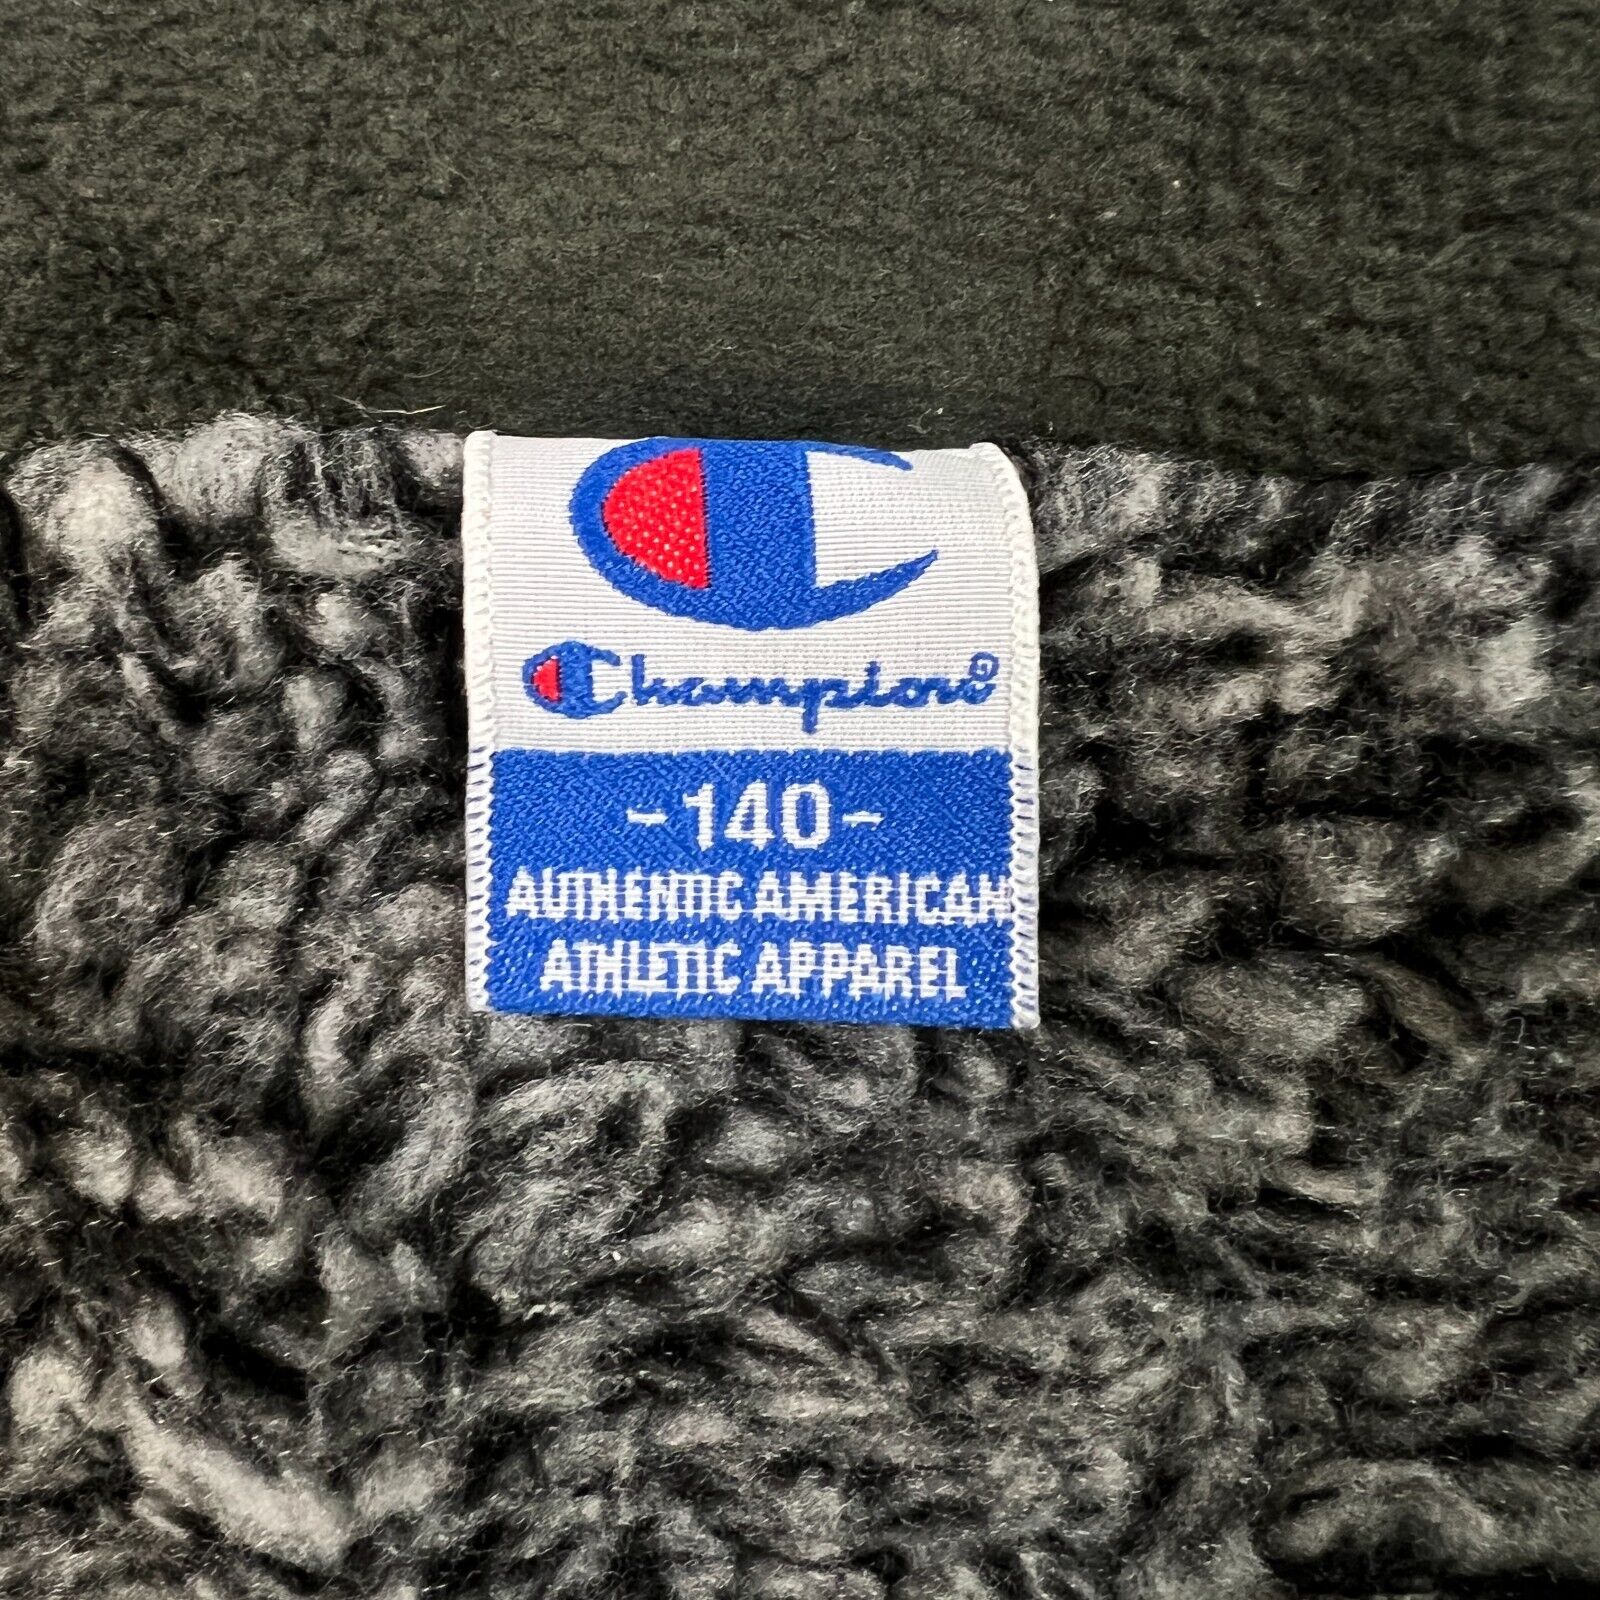 Champion®
-140-
AUTHENTIC AMERICAN
ATHLETIC APPAREL